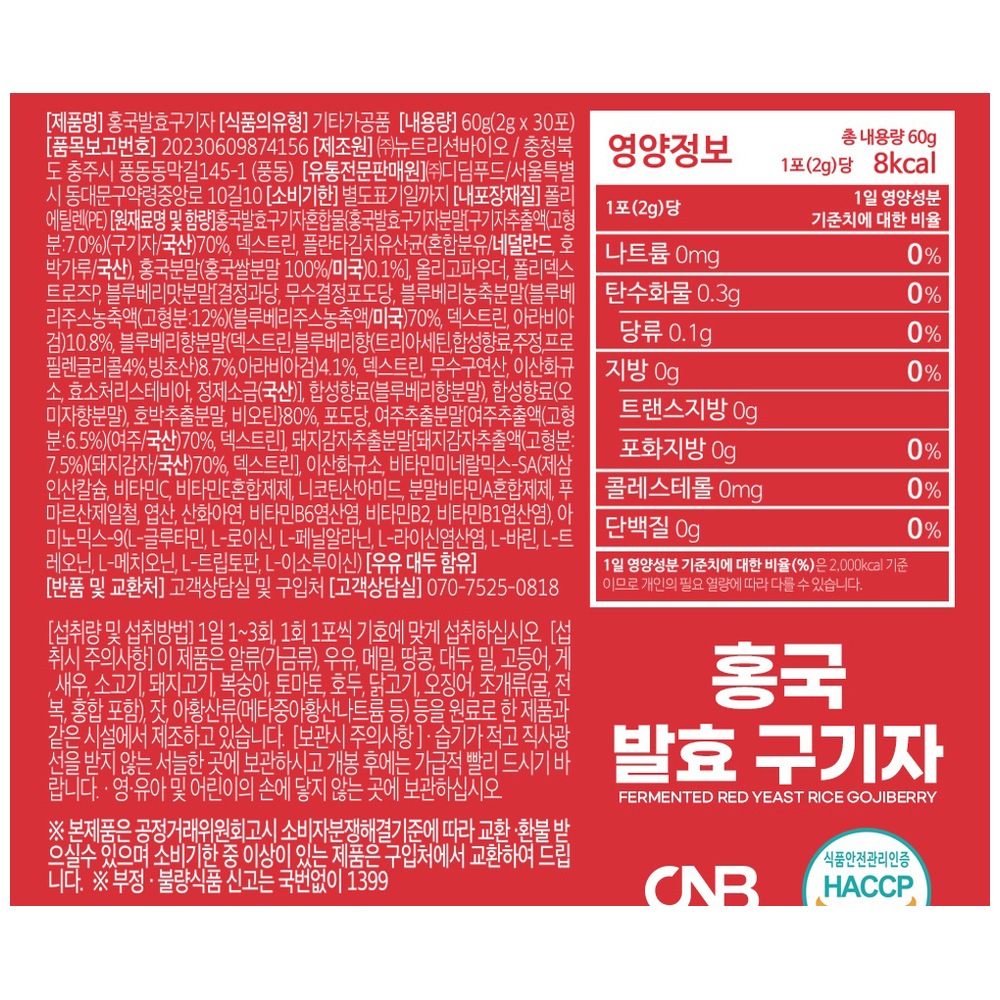 [제품명] 홍국발효구기자 [식품의유형] 기타가공품 [내용량] 60g(2g x 30포)
[품목보고번호] 20230609874156 [제조원] ㈜뉴트리션바이오 / 충청북
도 충주시 풍동동막길145-1 (풍동) [유통전문판매원]㈜디딤푸드/서울특별
시 동대문구약령중앙로 10길10 [소비기한] 별도표기일까지 [내포장재질] 폴리
에틸렌(PE) [원재료명 및 함량]홍국발효구기자혼합물{홍국발효구기자분말[구기자추출액(고형
분:7.0%)(구기자/국산)70%, 덱스트린, 플란타김치유산균(혼합분유/네덜란드, 호
박가루/국산), 홍국분말(홍국쌀분말 100%/미국)0.1%], 올리고파우더, 폴리덱스
트로즈P, 블루베리맛분말[결정과당, 무수결정포도당, 블루베리농축분말(블루베
리주스농축액(고형분:12%)(블루베리주스농축액/미국)70%, 덱스트린, 아라비아
검)10.8%, 블루베리향분말(덱스트린,블루베리향(트리아세틴,합성향료,주정,프로
필렌글리콜4%,빙초산)8.7%,아라비아검)4.1%, 덱스트린, 무수구연산, 이산화규
소, 효소처리스테비아, 정제소금(국산)], 합성향료(블루베리향분말), 합성향료(오
미자향분말), 호박추출분말, 비오틴}80%, 포도당, 여주추출분말[여주추출액(고형
분:6.5%)(여주/국산)70%, 덱스트린], 돼지감자추출분말[돼지감자추출액(고형분:
7.5%)(돼지감자/국산)70%, 덱스트린], 이산화규소, 비타민미네랄믹스-SA(제삼
인산칼슘, 비타민C, 비타민E혼합제제, 니코틴산아미드, 분말비타민A혼합제제, 푸
마르산제일철, 엽산, 산화아연, 비타민B6염산염, 비타민B2, 비타민B1염산염), 아
미노믹스-9(L-글루타민, L-로이신, L-페닐알라닌, L-라이신염산염, L-바린, L-트
레오닌, L-메치오닌, L-트립토판, L-이소루이신) [우유 대두 함유]
[반품 및 교환처] 고객상담실 및 구입처 [고객상담실] 070-7525-0818
[섭취량 및 섭취방법] 1일 1~3회, 1회 1포씩 기호에 맞게 섭취하십시오. [섭
취시 주의사항] 이 제품은 알류(가금류), 우유, 메밀, 땅콩, 대두, 밀, 고등어, 게
, 새우, 소고기, 돼지고기, 복숭아, 토마토, 호두, 닭고기, 오징어, 조개류(굴, 전
복, 홍합 포함), 잣, 아황산류(메타중아황산나트륨 등) 등을 원료로 한 제품과
같은 시설에서 제조하고 있습니다. [보관시 주의사항] · 습기가 적고 직사광
선을 받지 않는 서늘한 곳에 보관하시고 개봉 후에는 가급적 빨리 드시기 바
랍니다. · 영·유아 및 어린이의 손에 닿지 않는 곳에 보관하십시오.
※ 본제품은 공정거래위원회고시 소비자분쟁해결기준에 따라 교환·환불 받
으실수 있으며 소비기한 중 이상이 있는 제품은 구입처에서 교환하여 드립
니다. ※ 부정 · 불량식품 신고는 국번없이 1399
영양정보
총 내용량 60g
1포(2g)당 8kcal
1포(2g)당
1일 영양성분
기준치에 대한 비율
나트륨 0mg 0%
탄수화물 0.3g 0%
당류 0.1g 0%
지방 0g 0%
트랜스지방 0g
포화지방 0g 0%
콜레스테롤 0mg 0%
단백질 0g 0%
1일 영양성분 기준치에 대한 비율(%)은 2,000kcal 기준
이므로 개인의 필요 열량에 따라 다를 수 있습니다.
홍국
발효 구기자
FERMENTED RED YEAST RICE GOJIBERRY
CNB
식품안전관리인증
HACCP